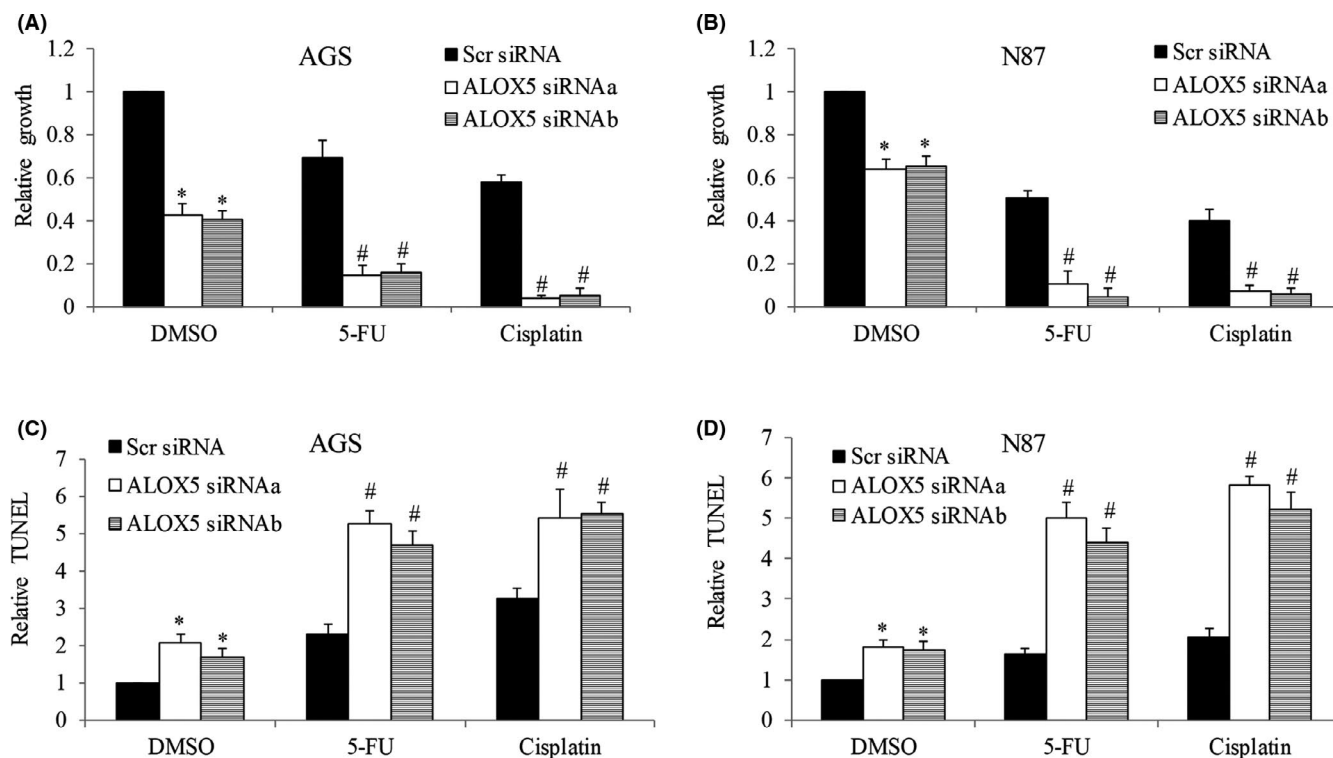 (A)
AGS
Scr siRNA
ALOX5 siRNAa
ALOX5 siRNAb
Relative growth
1.2
1
0.8
0.6
0.4
0.2
0
* *
# #
# #
DMSO 5-FU Cisplatin
(B)
N87
Scr siRNA
ALOX5 siRNAa
ALOX5 siRNAb
Relative growth
1.2
1
0.8
0.6
0.4
0.2
0
* *
# #
# #
DMSO 5-FU Cisplatin
(C)
AGS
Scr siRNA
ALOX5 siRNAa
ALOX5 siRNAb
Relative TUNEL
7
6
5
4
3
2
1
0
* *
# #
# #
DMSO 5-FU Cisplatin
(D)
N87
Scr siRNA
ALOX5 siRNAa
ALOX5 siRNAb
Relative TUNEL
7
6
5
4
3
2
1
0
* *
# #
# #
DMSO 5-FU Cisplatin